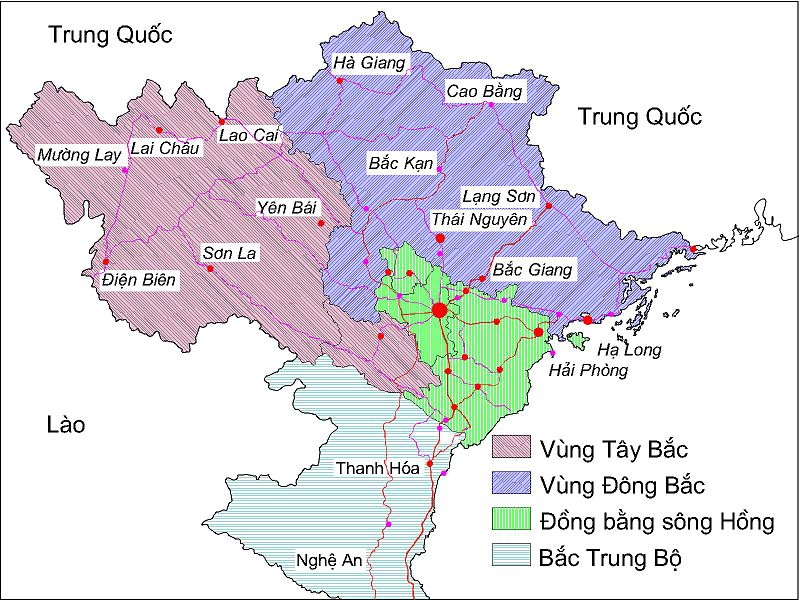 Trung Quốc
Hà Giang
Cao Bằng
Trung Quốc
Lao Cai
Lai Châu
Mường Lay
Bắc Kạn
Lạng Sơn
Yên Bái
Thái Nguyên
Sơn La
Bắc Giang
Điện Biên
Hạ Long
Hải Phòng
Lào
Thanh Hóa
Nghệ An
Vùng Tây Bắc
Vùng Đông Bắc
Đồng bằng sông Hồng
Bắc Trung Bộ